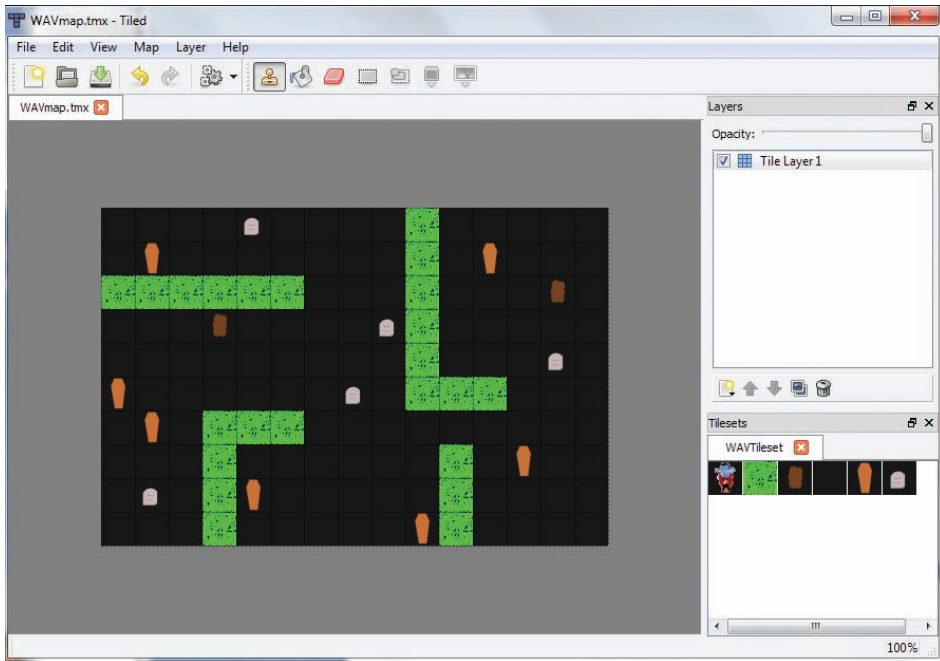 WAVmap.tmx - Tiled
File Edit View Map Layer Help
WAVmap.tmx
Layers
Opacity:
Tile Layer 1
Tilesets
WAVTileset
100%